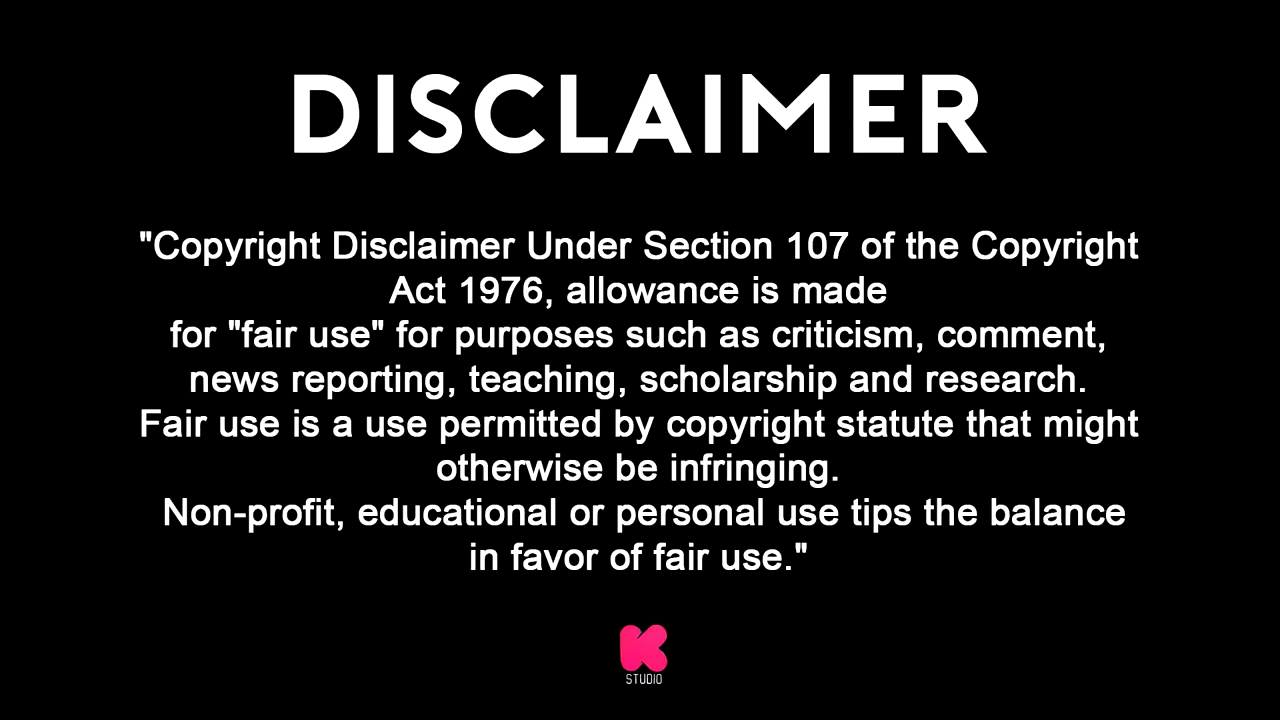 DISCLAIMER
"Copyright Disclaimer Under Section 107 of the Copyright
Act 1976, allowance is made
for "fair use" for purposes such as criticism, comment,
news reporting, teaching, scholarship and research.
Fair use is a use permitted by copyright statute that might
otherwise be infringing.
Non-profit, educational or personal use tips the balance
in favor of fair use."
K
STUDIO